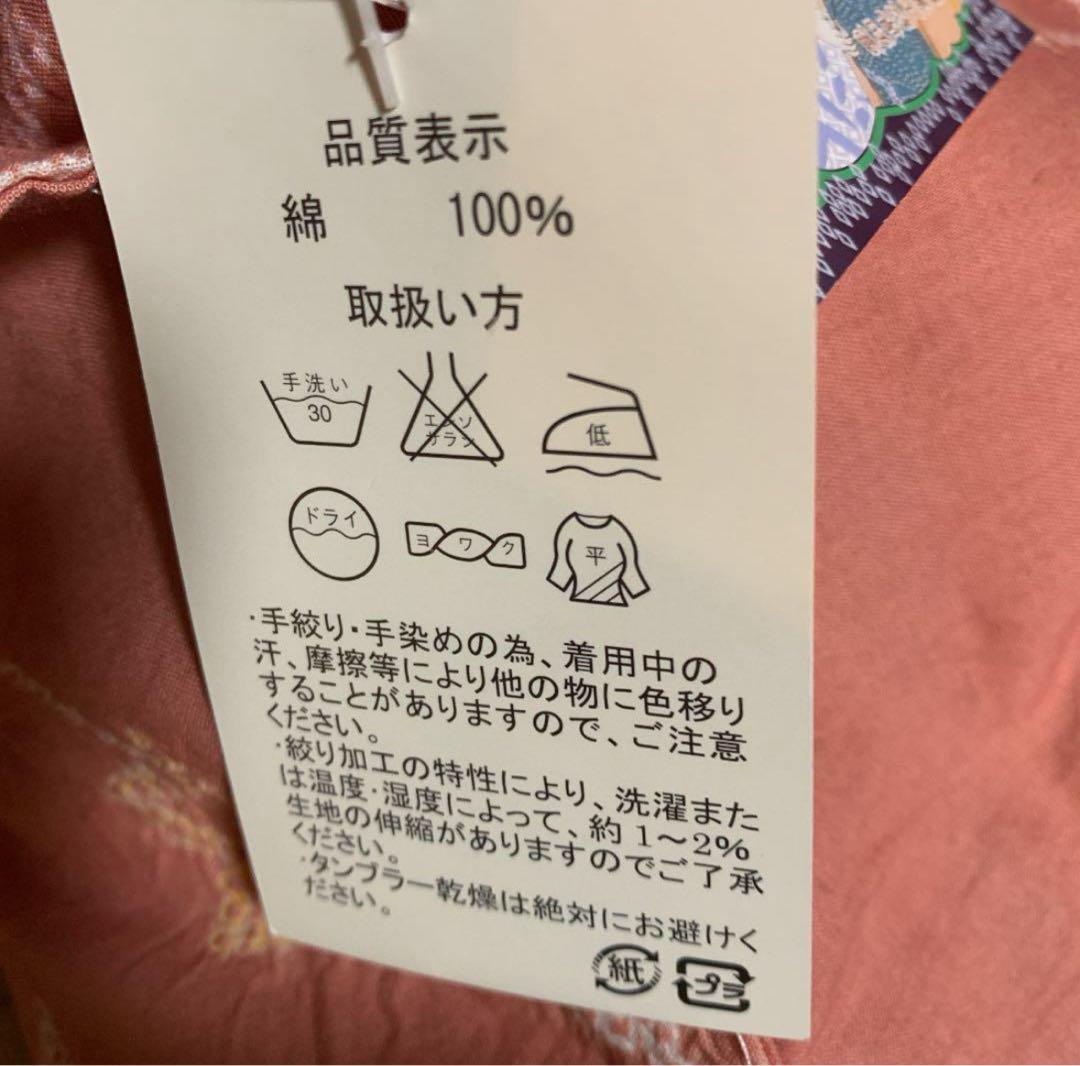 品質表示
綿 100%
取扱い方
手洗い
30
エンソ
サラシ
低
ドライ
ヨワク
平
・手絞り・手染めの為、着用中の
汗、摩擦等により他の物に色移り
することがありますので、ご注意
ください。
・絞り加工の特性により、洗濯また
は温度・湿度によって、約1～2%
生地の伸縮がありますのでご了承
ください。
・タンブラー乾燥は絶対にお避けく
ださい。
紙 プラ